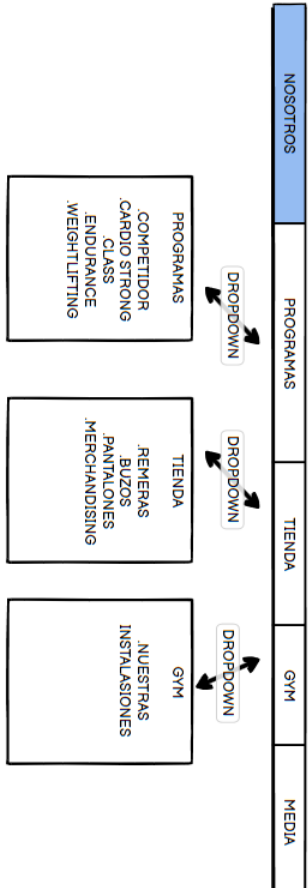 NOSOTROS
PROGRAMAS
TIENDA
GYM
MEDIA
DROPDOWN
DROPDOWN
DROPDOWN
PROGRAMAS
.COMPETIDOR
.CARDIO STRONG
.CLASS
.ENDURANCE
.WEIGHTLIFTING
TIENDA
.REMERAS
.BUZOS
.PANTALONES
.MERCHANDISING
GYM
.NUESTRAS
INSTALASIONES